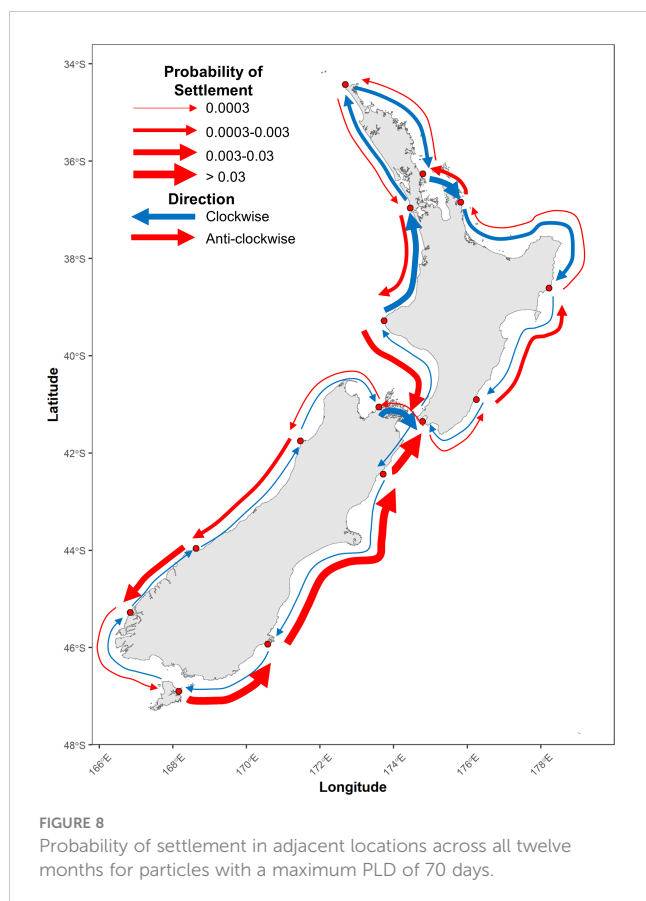 34°S
36°S
38°S
40°S
42°S
44°S
46°S
48°S
Latitude
Probability of
Settlement
0.0003
0.0003-0.003
0.003-0.03
> 0.03
Direction
Clockwise
Anti-clockwise
166°E
168°E
170°E
172°E
174°E
176°E
178°E
Longitude
FIGURE 8
Probability of settlement in adjacent locations across all twelve
months for particles with a maximum PLD of 70 days.